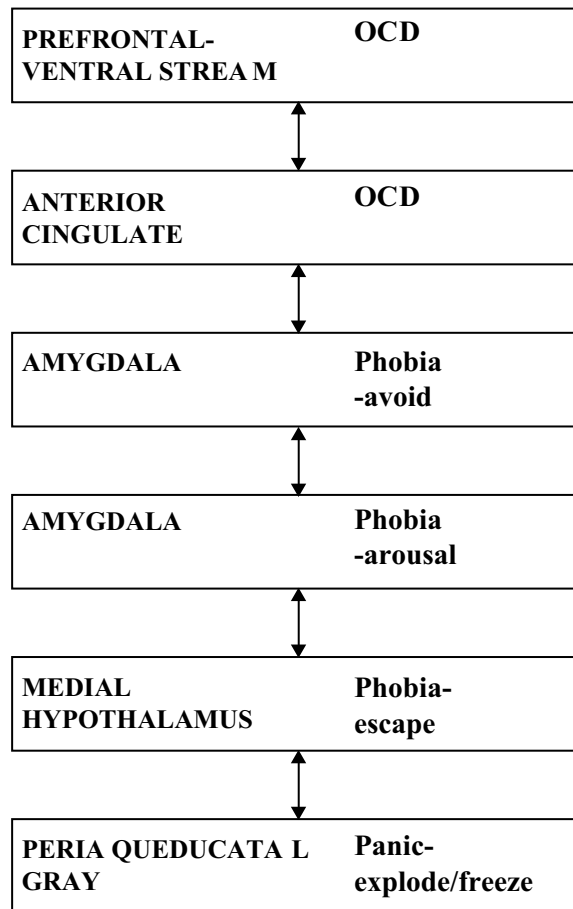 PREFRONTAL-
VENTRAL STREA M
OCD
ANTERIOR
CINGULATE
OCD
AMYGDALA
Phobia
-avoid
AMYGDALA
Phobia
-arousal
MEDIAL
HYPOTHALAMUS
Phobia-
escape
PERIA QUEDUCATA L
GRAY
Panic-
explode/freeze